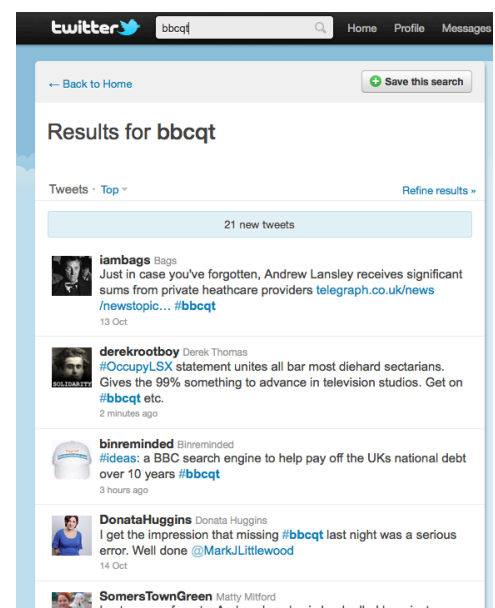 twitter
bbcqt
Home Profile Messages
← Back to Home
Save this search
Results for bbcqt
Tweets · Top
Refine results »
21 new tweets
iambags Bags
Just in case you've forgotten, Andrew Lansley receives significant
sums from private heathcare providers telegraph.co.uk/news
/newstopic… #bbcqt
13 Oct
derekrootboy Derek Thomas
#OccupyLSX statement unites all bar most diehard sectarians.
Gives the 99% something to advance in television studios. Get on
#bbcqt etc.
2 minutes ago
SOLIDARITY
binreminded Binreminded
#ideas: a BBC search engine to help pay off the UKs national debt
over 10 years #bbcqt
3 hours ago
DonataHuggins Donata Huggins
I get the impression that missing #bbcqt last night was a serious
error. Well done @MarkJLittlewood
14 Oct
SomersTownGreen Matty Mitford